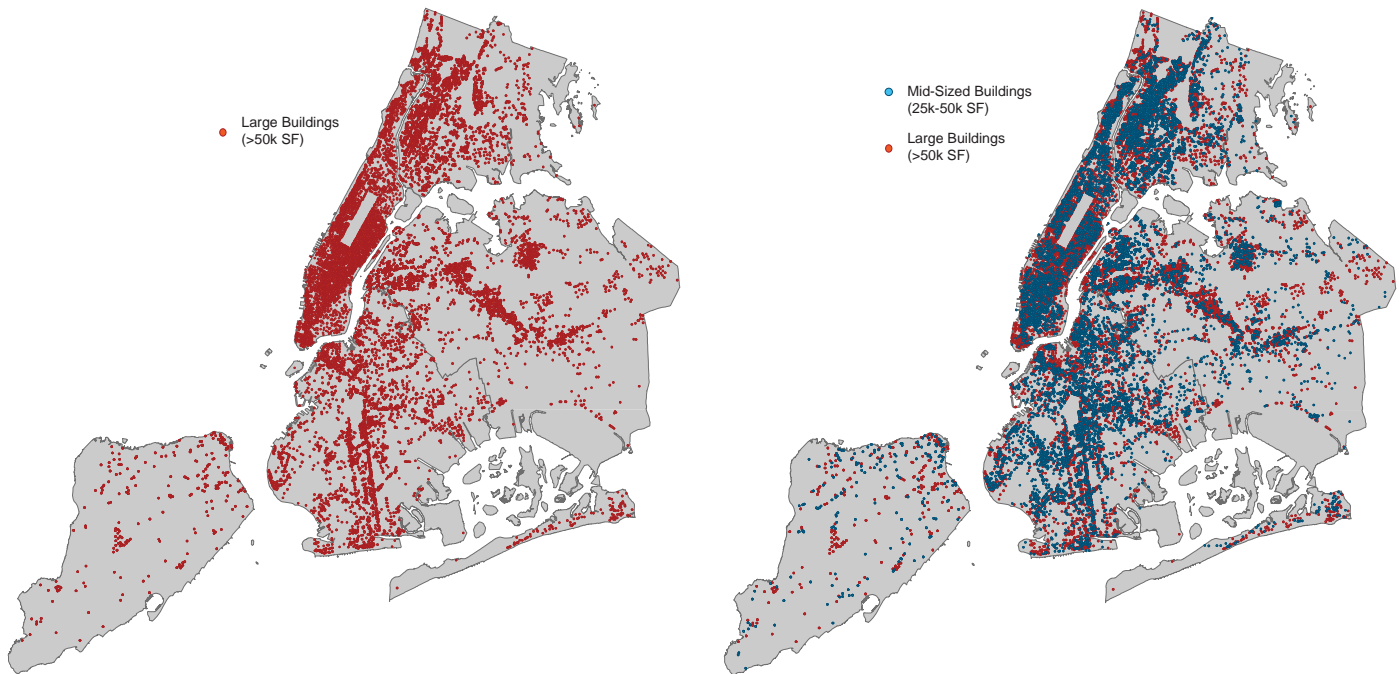 Large Buildings
(>50k SF)
Mid-Sized Buildings
(25k-50k SF)
Large Buildings
(>50k SF)